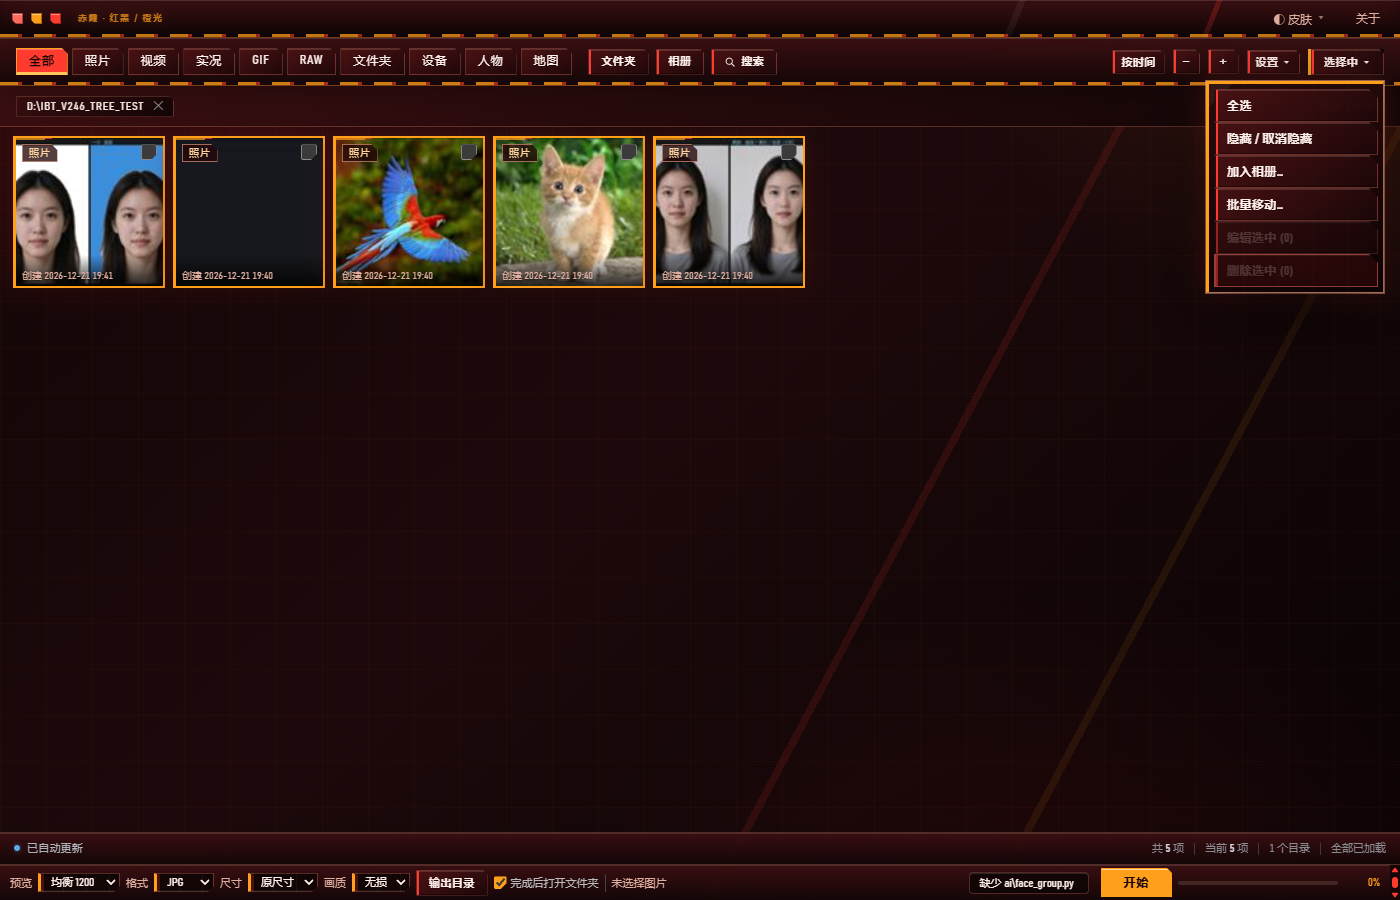 赤霞 · 红黑 / 橙光
皮肤
关于
全部
照片
视频
实况
GIF
RAW
文件夹
设备
人物
地图
文件夹
相册
搜索
按时间
−
+
设置
选择中
D:\IBT_V246_TREE_TEST
全选
隐藏 / 取消隐藏
加入相册...
批量移动...
编辑选中 (0)
删除选中 (0)
照片
创建 2026-12-21 19:41
照片
创建 2026-12-21 19:40
照片
创建 2026-12-21 19:40
照片
创建 2026-12-21 19:40
照片
创建 2026-12-21 19:40
已自动更新
共 5 项
当前 5 项
1 个目录
全部已加载
预览
均衡 1200
格式
JPG
尺寸
原尺寸
画质
无损
输出目录
完成后打开文件夹
未选择图片
缺少 ai\face_group.py
开始
0%